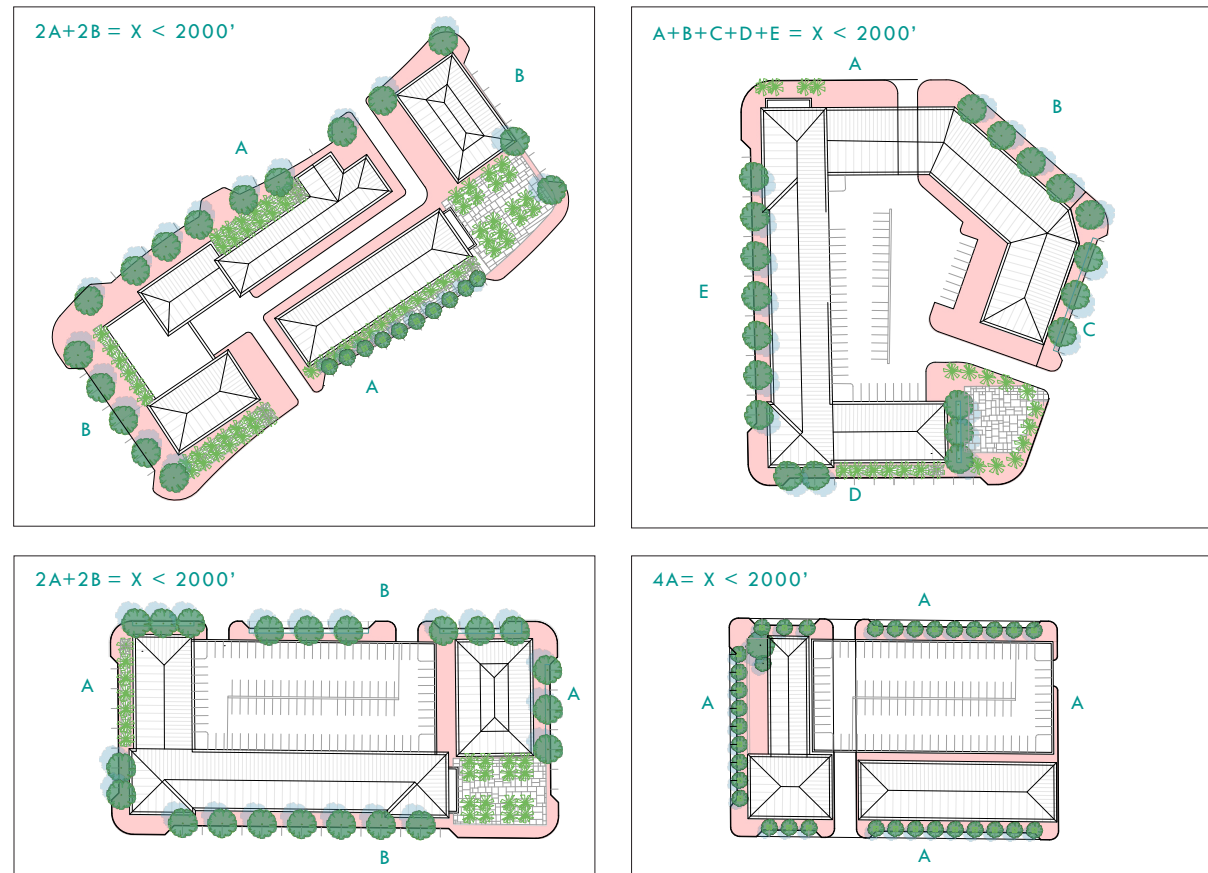 2A+2B = X < 2000’
B
A
A
B
A+B+C+D+E = X < 2000’
A
B
E
C
D
2A+2B = X < 2000’
B
A
A
B
4A= X < 2000’
A
A
A
A